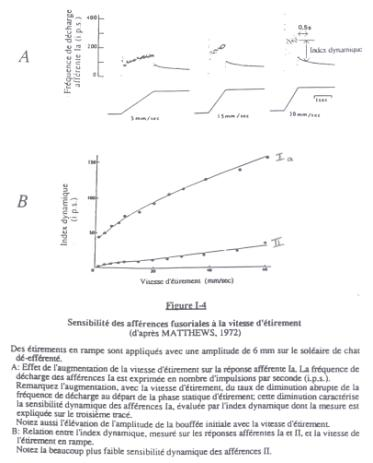 A
Fréquence de décharge
afférente Ia (i.p.s.)
400
200
0
0.5s
Index dynamique
1sec
5 mm/sec
15 mm/sec
30 mm/sec
B
Index dynamique
(i p.s.)
150
100
50
Ia
II
0
20
40
60
Vitesse d'étirement (mm/sec)
Figure I-4
Sensibilité des afférences fusoriales à la vitesse d'étirement
(d'après MATTHEWS, 1972)
Des étirements en rampe sont appliqués avec une amplitude de 6 mm sur le soléaire de chat
dé-efférenté.
A: Effet de l'augmentation de la vitesse d'étirement sur la réponse afférente Ia. La fréquence de
décharge des afférences Ia est exprimée en nombre d'impulsions par seconde (i.p.s.).
Remarquez l'augmentation, avec la vitesse d'étirement, du taux de diminution abrupte de la
fréquence de décharge au départ de la phase statique d'étirement; cette diminution caractérise
la sensibilité dynamique des afférences Ia, évaluée par l'index dynamique dont la mesure est
expliquée sur le troisième tracé.
Notez aussi l'élévation de l'amplitude de la bouffée initiale avec la vitesse d'étirement.
B: Relation entre l'index dynamique, mesuré sur les réponses afférentes Ia et II, et la vitesse de
l'étirement en rampe.
Notez la beaucoup plus faible sensibilité dynamique des afférences II.